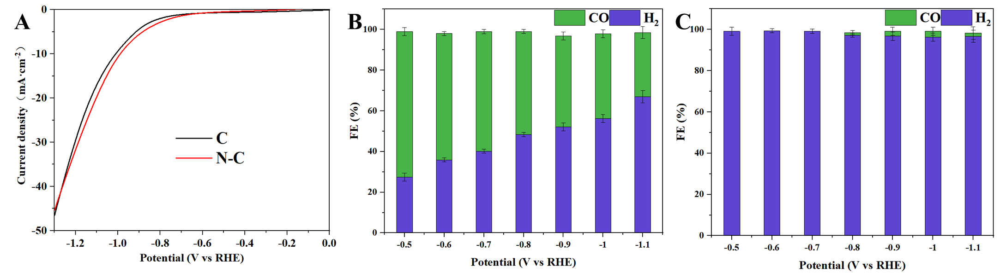 A
0
-10
-20
-30
-40
-50
Current density（mA·cm-2）
C
N-C
-1.2 -1.0 -0.8 -0.6 -0.4 -0.2 0.0
Potential (V vs RHE)
B
CO H2
100
80
60
40
20
0
FE (%)
-0.5 -0.6 -0.7 -0.8 -0.9 -1 -1.1
Potential (V vs RHE)
C
CO H2
100
80
60
40
20
0
FE (%)
-0.5 -0.6 -0.7 -0.8 -0.9 -1 -1.1
Potential (V vs RHE)